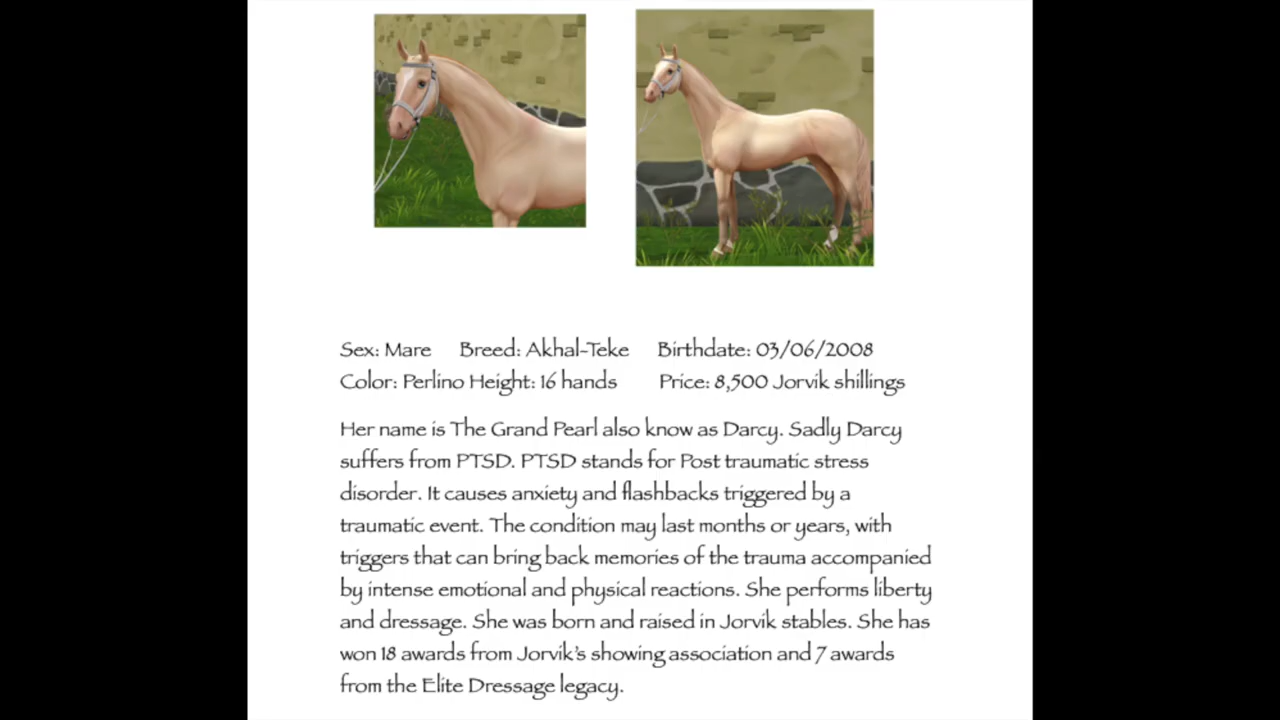 Sex: Mare Breed: Akhal-Teke Birthdate: 03/06/2008
Color: Perlino Height: 16 hands Price: 8,500 Jorvik shillings
Her name is The Grand Pearl also know as Darcy. Sadly Darcy
suffers from PTSD. PTSD stands for Post traumatic stress
disorder. It causes anxiety and flashbacks triggered by a
traumatic event. The condition may last months or years, with
triggers that can bring back memories of the trauma accompanied
by intense emotional and physical reactions. She performs liberty
and dressage. She was born and raised in Jorvik stables. She has
won 18 awards from Jorvik's showing association and 7 awards
from the Elite Dressage legacy.